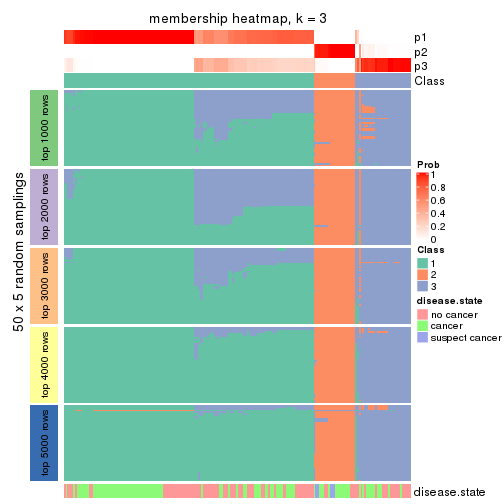 membership heatmap, k = 3
p1
p2
p3
Class
50 x 5 random samplings
top 1000 rows
top 2000 rows
top 3000 rows
top 4000 rows
top 5000 rows
Prob
1
0.8
0.6
0.4
0.2
0
Class
1
2
3
disease.state
no cancer
cancer
suspect cancer
disease.state